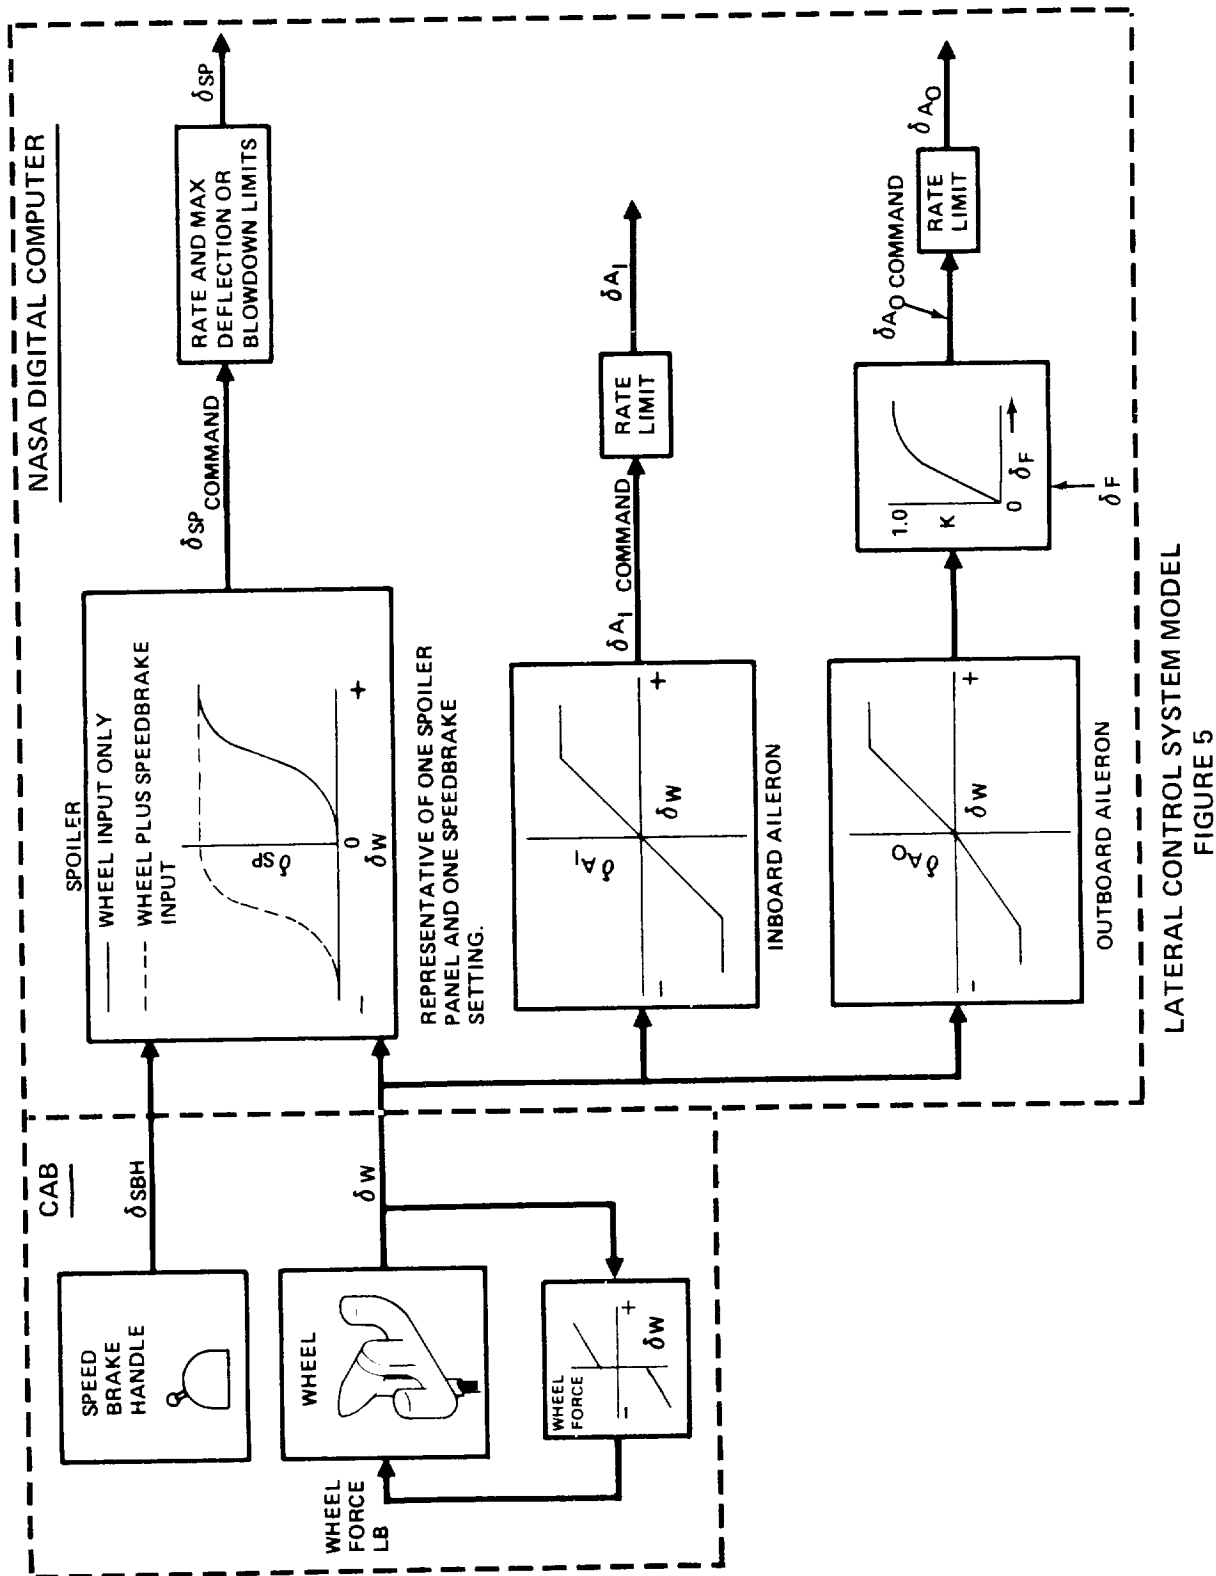 NASA DIGITAL COMPUTER
CAB
SPEED
BRAKE
HANDLE
δSBH
WHEEL
δW
WHEEL
FORCE
LB
WHEEL
FORCE
+
−
δW
SPOILER
WHEEL INPUT ONLY
WHEEL PLUS SPEEDBRAKE
INPUT
δSP
0
δW
+
−
REPRESENTATIVE OF ONE SPOILER
PANEL AND ONE SPEEDBRAKE
SETTING.
δSP COMMAND
RATE AND MAX
DEFLECTION OR
BLOWDOWN LIMITS
δSP
δAI
δW
+
−
INBOARD AILERON
δAI COMMAND
RATE
LIMIT
δAI
δAO
δW
+
−
OUTBOARD AILERON
1.0
K
0
δF
δF
δAO COMMAND
RATE
LIMIT
δAO
LATERAL CONTROL SYSTEM MODEL
FIGURE 5